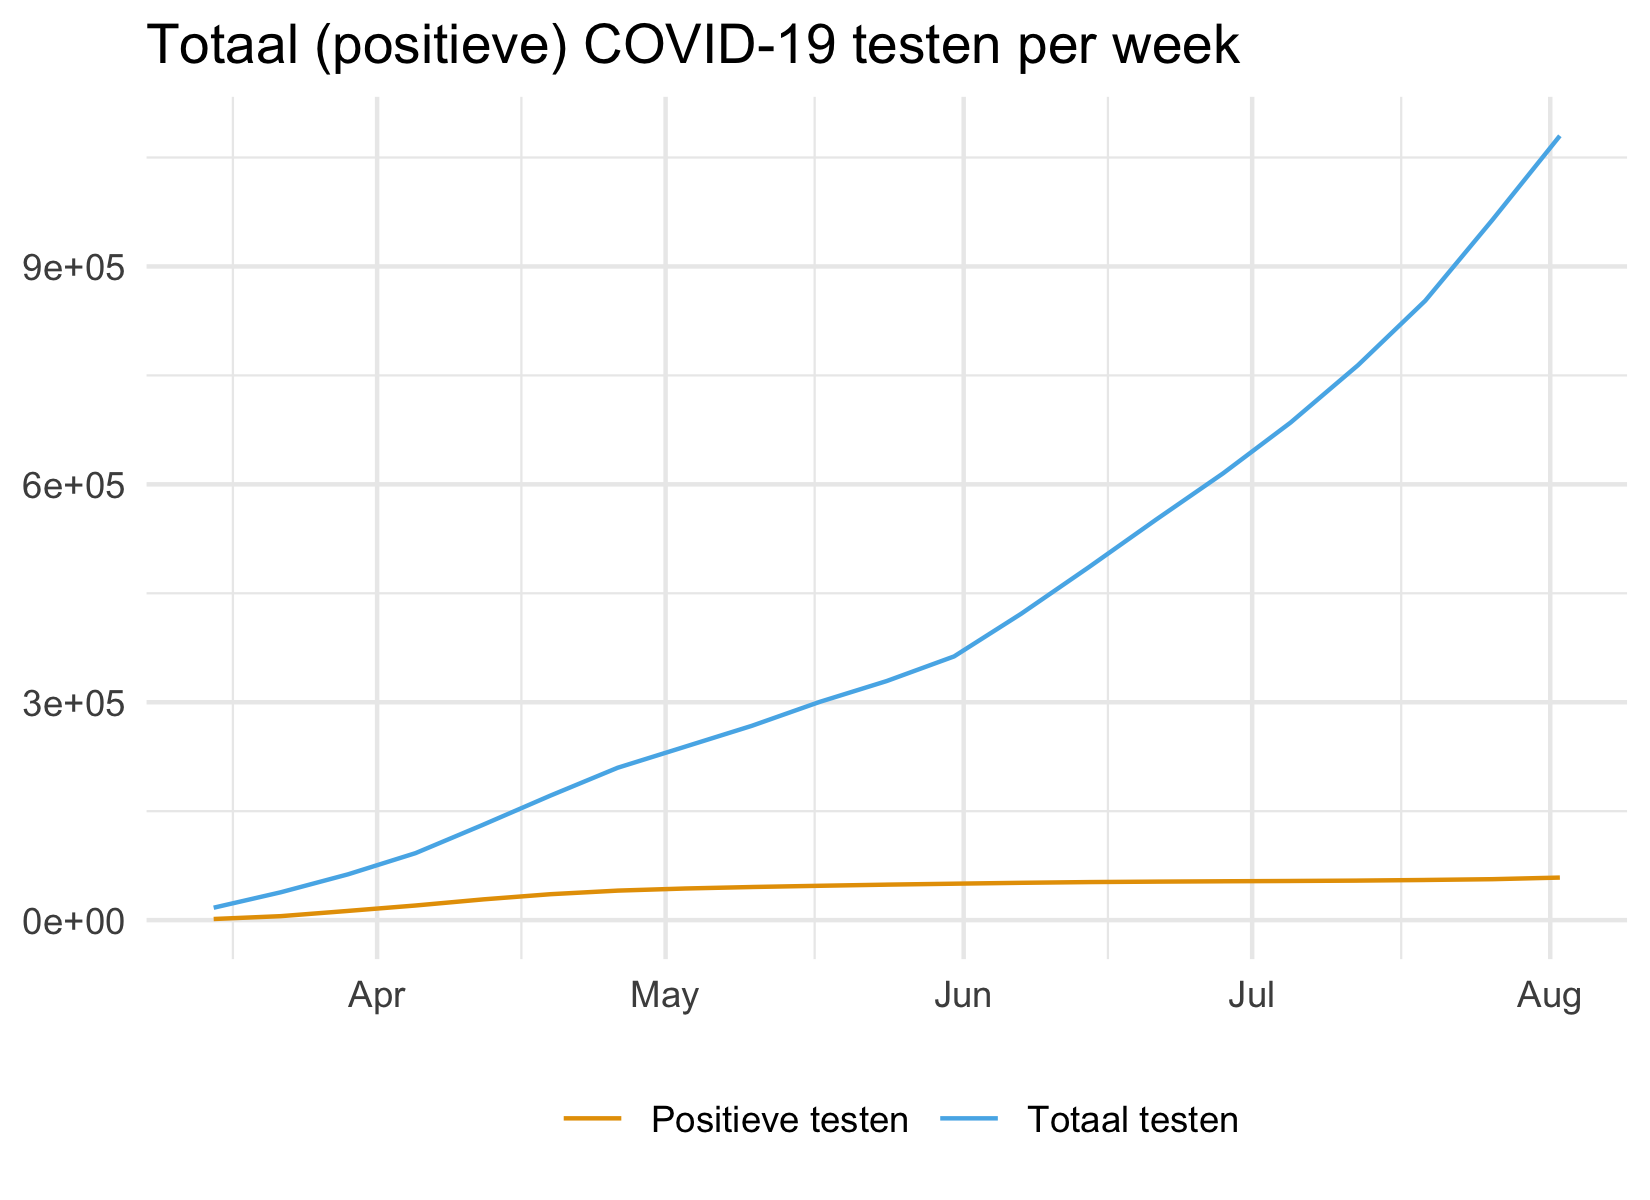 Totaal (positieve) COVID-19 testen per week
9e+05
6e+05
3e+05
0e+00
Apr May Jun Jul Aug
Positieve testen Totaal testen